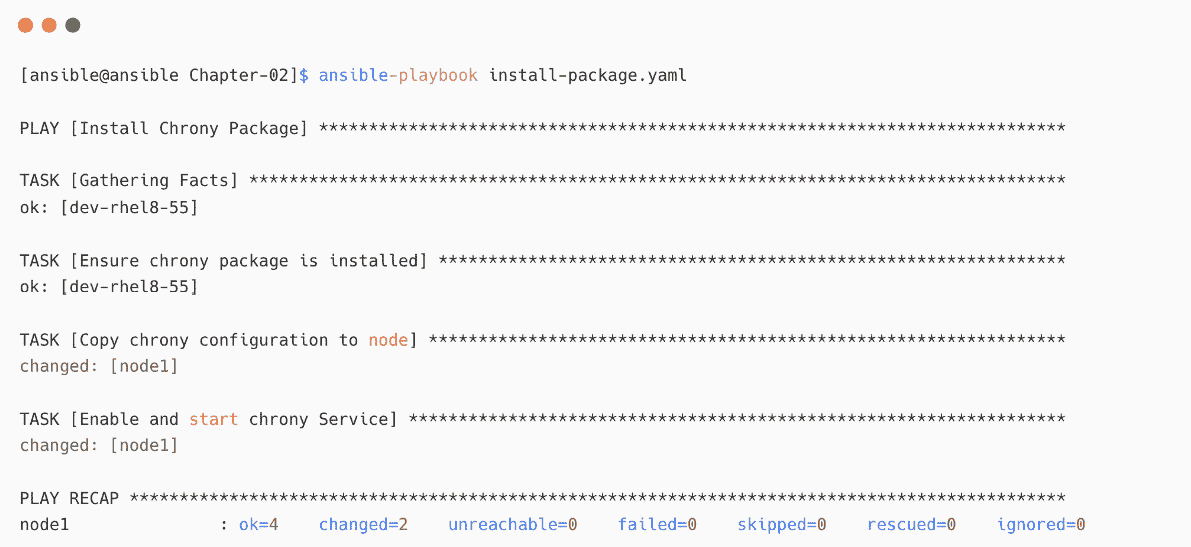 [ansible@ansible Chapter-02]$ ansible-playbook install-package.yaml
PLAY [Install Chrony Package] ***************************************************************************
TASK [Gathering Facts] **********************************************************************************
ok: [dev-rhel8-55]
TASK [Ensure chrony package is installed] ***************************************************************
ok: [dev-rhel8-55]
TASK [Copy chrony configuration to node] ****************************************************************
changed: [node1]
TASK [Enable and start chrony Service] ******************************************************************
changed: [node1]
PLAY RECAP **********************************************************************************************
node1               : ok=4    changed=2    unreachable=0    failed=0    skipped=0    rescued=0    ignored=0